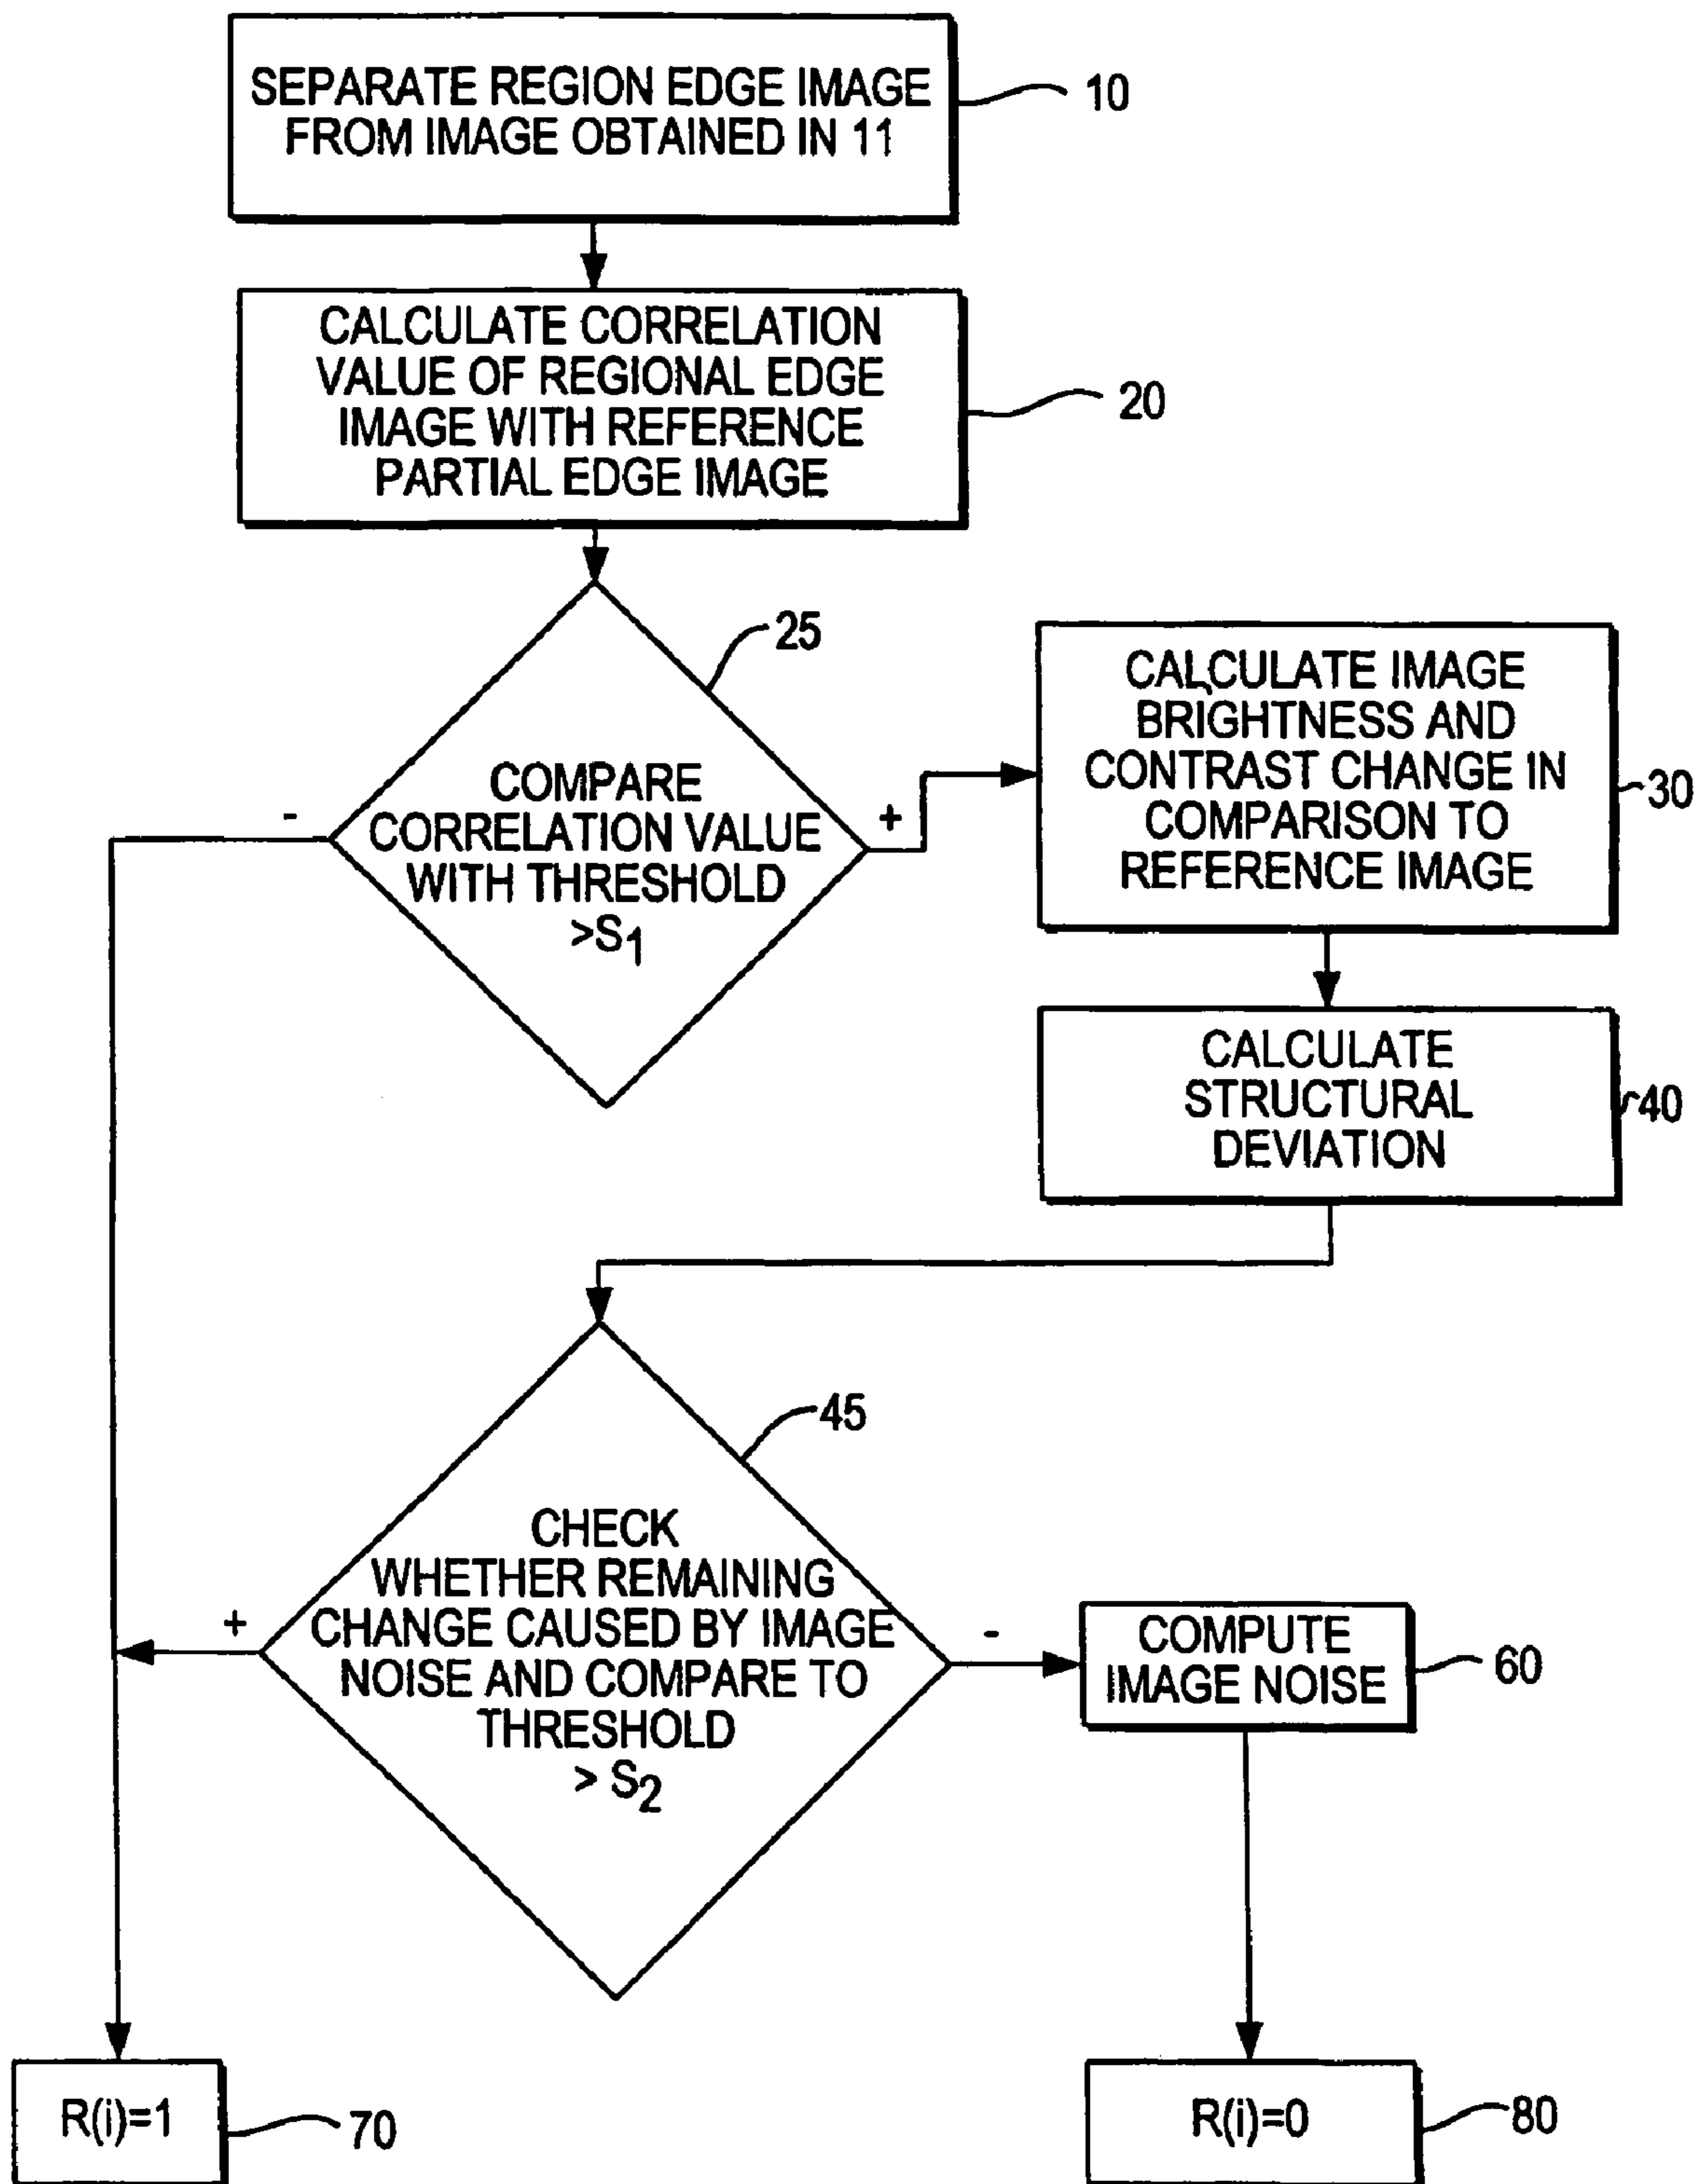 SEPARATE REGION EDGE IMAGE
FROM IMAGE OBTAINED IN 11
10
CALCULATE CORRELATION
VALUE OF REGIONAL EDGE
IMAGE WITH REFERENCE
PARTIAL EDGE IMAGE
20
25
COMPARE
CORRELATION VALUE
WITH THRESHOLD
>S1
-
+
CALCULATE IMAGE
BRIGHTNESS AND
CONTRAST CHANGE IN
COMPARISON TO
REFERENCE IMAGE
30
CALCULATE
STRUCTURAL
DEVIATION
40
45
CHECK
WHETHER REMAINING
CHANGE CAUSED BY IMAGE
NOISE AND COMPARE TO
THRESHOLD
> S2
+
-
COMPUTE
IMAGE NOISE
60
R(i)=1
70
R(i)=0
80